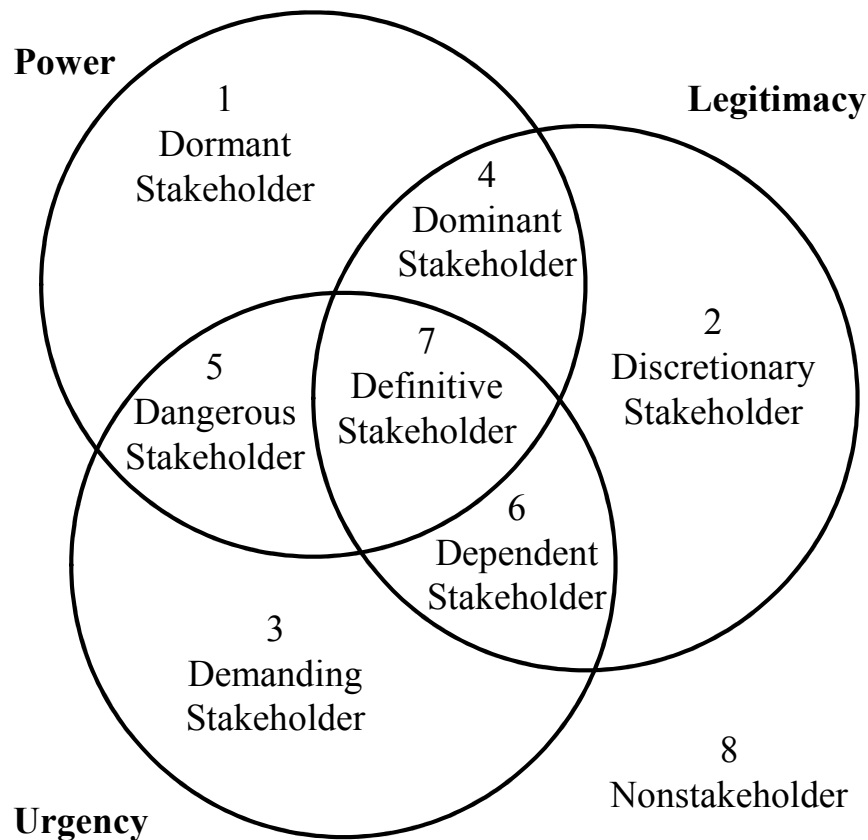 Power
1
Dormant
Stakeholder
Legitimacy
4
Dominant
Stakeholder
2
Discretionary
Stakeholder
5
Dangerous
Stakeholder
7
Definitive
Stakeholder
6
Dependent
Stakeholder
3
Demanding
Stakeholder
8
Nonstakeholder
Urgency